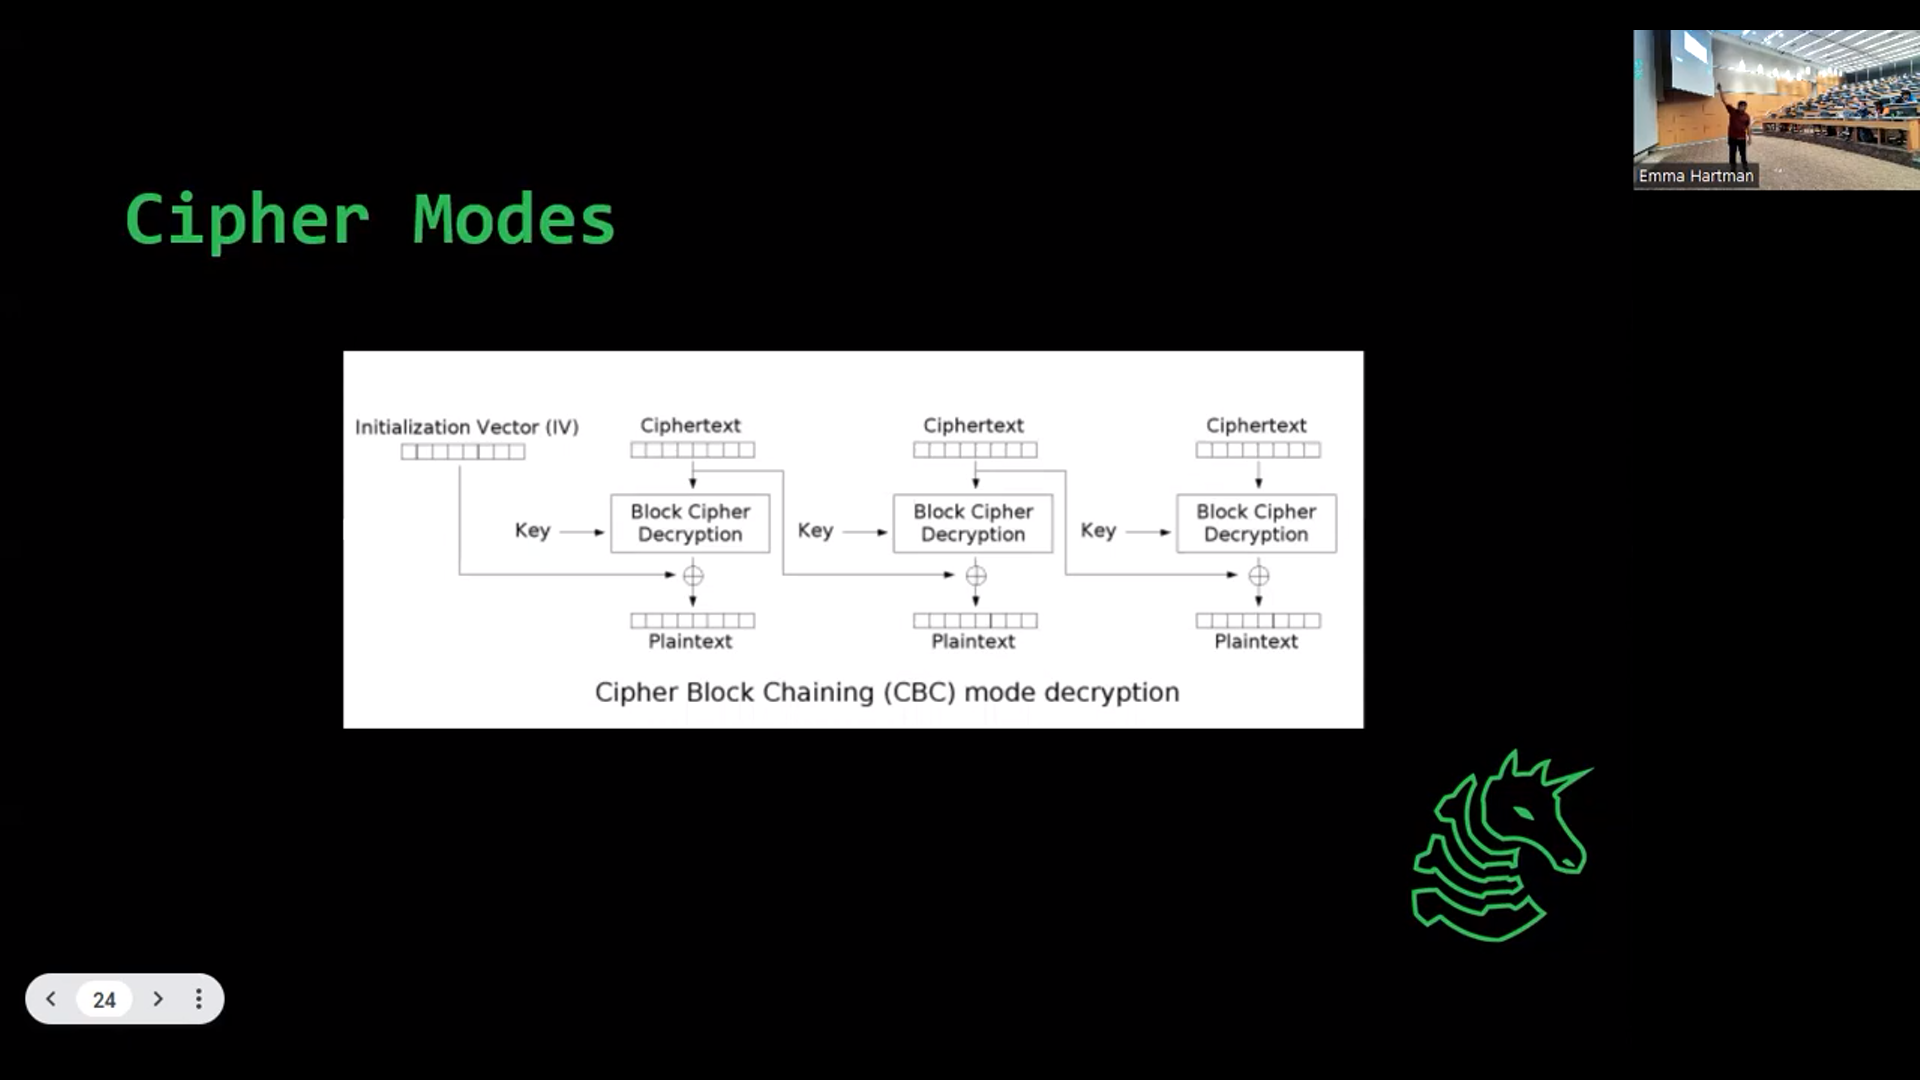 Emma Hartman
Cipher Modes
Initialization Vector (IV)
Ciphertext
Ciphertext
Ciphertext
Key
Block Cipher
Decryption
Key
Block Cipher
Decryption
Key
Block Cipher
Decryption
Plaintext
Plaintext
Plaintext
Cipher Block Chaining (CBC) mode decryption
24